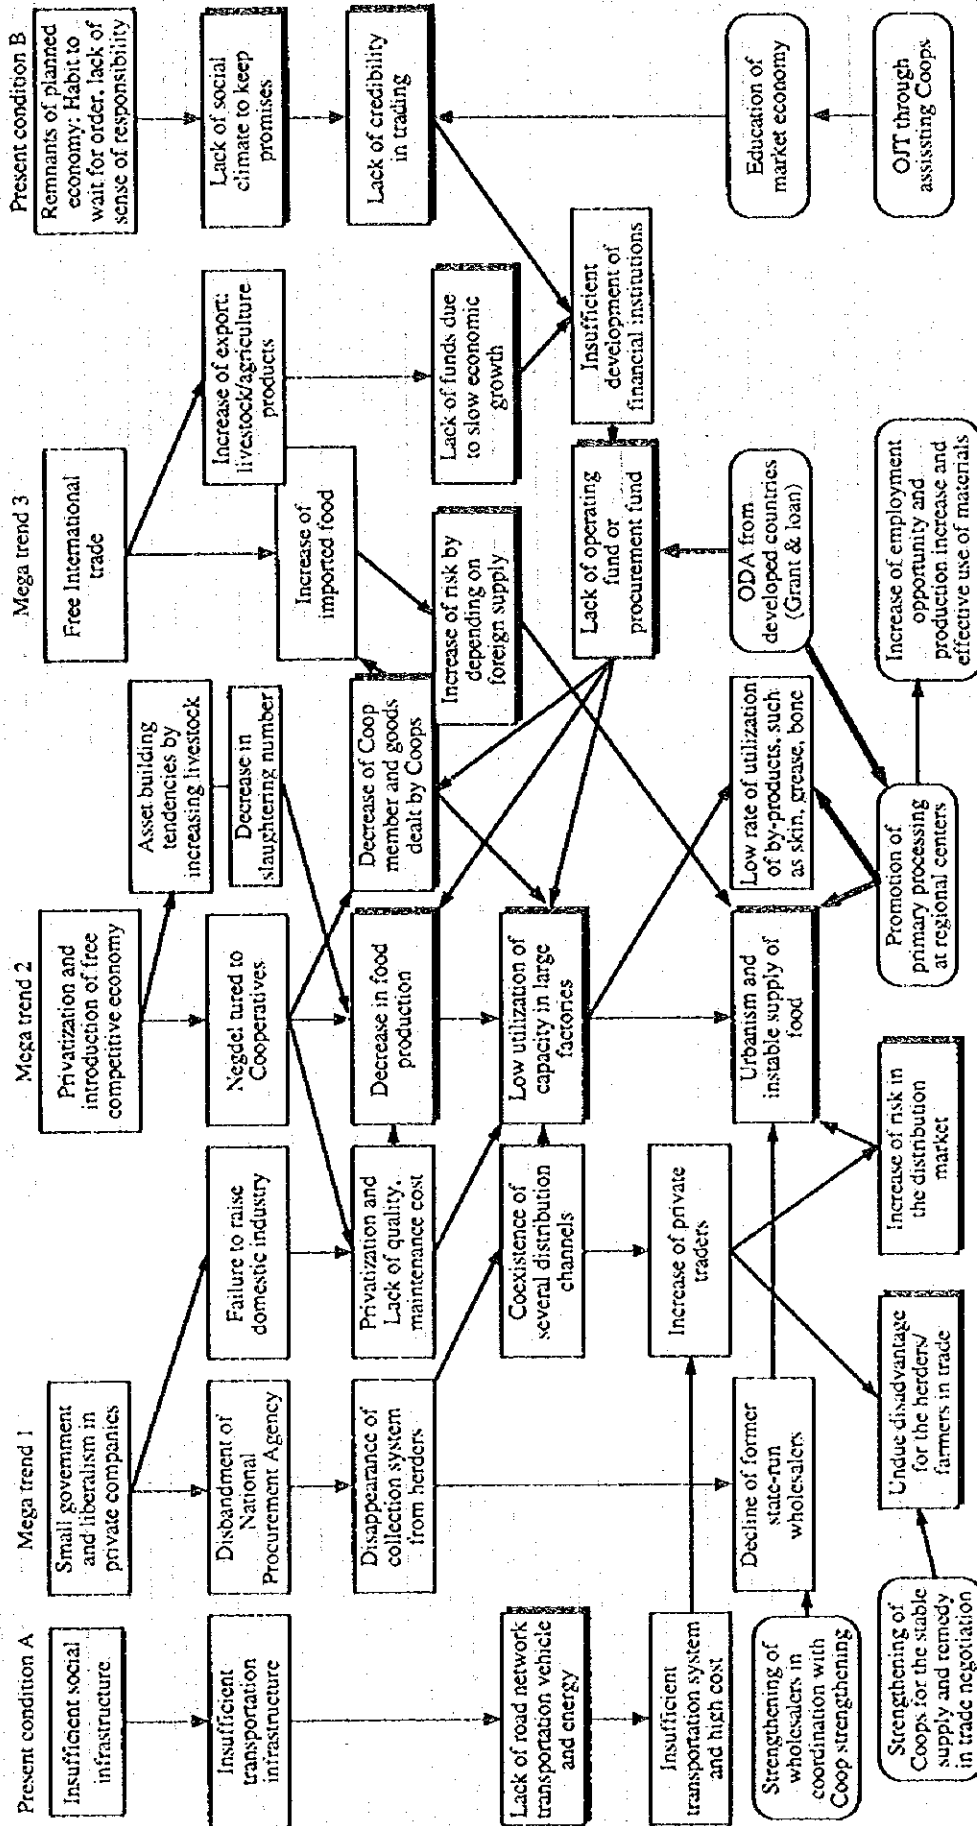 Present condition A
Insufficient social
infrastructure
Insufficient
transportation
infrastructure
Lack of road network
transportation vehicle
and energy
Insufficient
transportation system
and high cost
Strengthening of
wholesalers in
coordination with
Coop strengthening
Strengthening of
Coops for the stable
supply and remedy
in trade negotiation
Mega trend 1
Small government
and liberalism in
private companies
Disbandment of
National
Procurement Agency
Failure to raise
domestic industry
Disappearance of
collection system
from herders
Privatization and
Lack of quality,
maintenance cost
Coexistence of
several distribution
channels
Increase of private
traders
Decline of former
state-run
wholesalers
Undue disadvantage
for the herders/
farmers in trade
Increase of risk in
the distribution
market
Mega trend 2
Privatization and
introduction of free
competitive economy
Negdel tured to
Cooperatives
Asset building
tendencies by
increasing livestock
Decrease in
slaughtering number
Decrease in food
production
Decrease of Coop
member and goods
dealt by Coops
Low utilization of
capacity in large
factories
Urbanism and
instable supply of
food
Low rate of utilization
of by-products, such
as skin, grease, bone
Promotion of
primary processing
at regional centers
Mega trend 3
Free International
trade
Increase of export:
livestock/agriculture
products
Increase of
imported food
Increase of risk by
depending on
foreign supply
Lack of funds due
to slow economic
growth
Insufficient
development of
financial institutions
Lack of operating
fund or
procurement fund
ODA from
developed countries
(Grant & loan)
Increase of employment
opportunity and
production increase and
effective use of materials
Present condition B
Remnants of planned
economy: Habit to
wait for order, lack of
sense of responsibility
Lack of social
climate to keep
promises
Lack of credibility
in trading
Education of
market economy
OJT through
assissting Coops